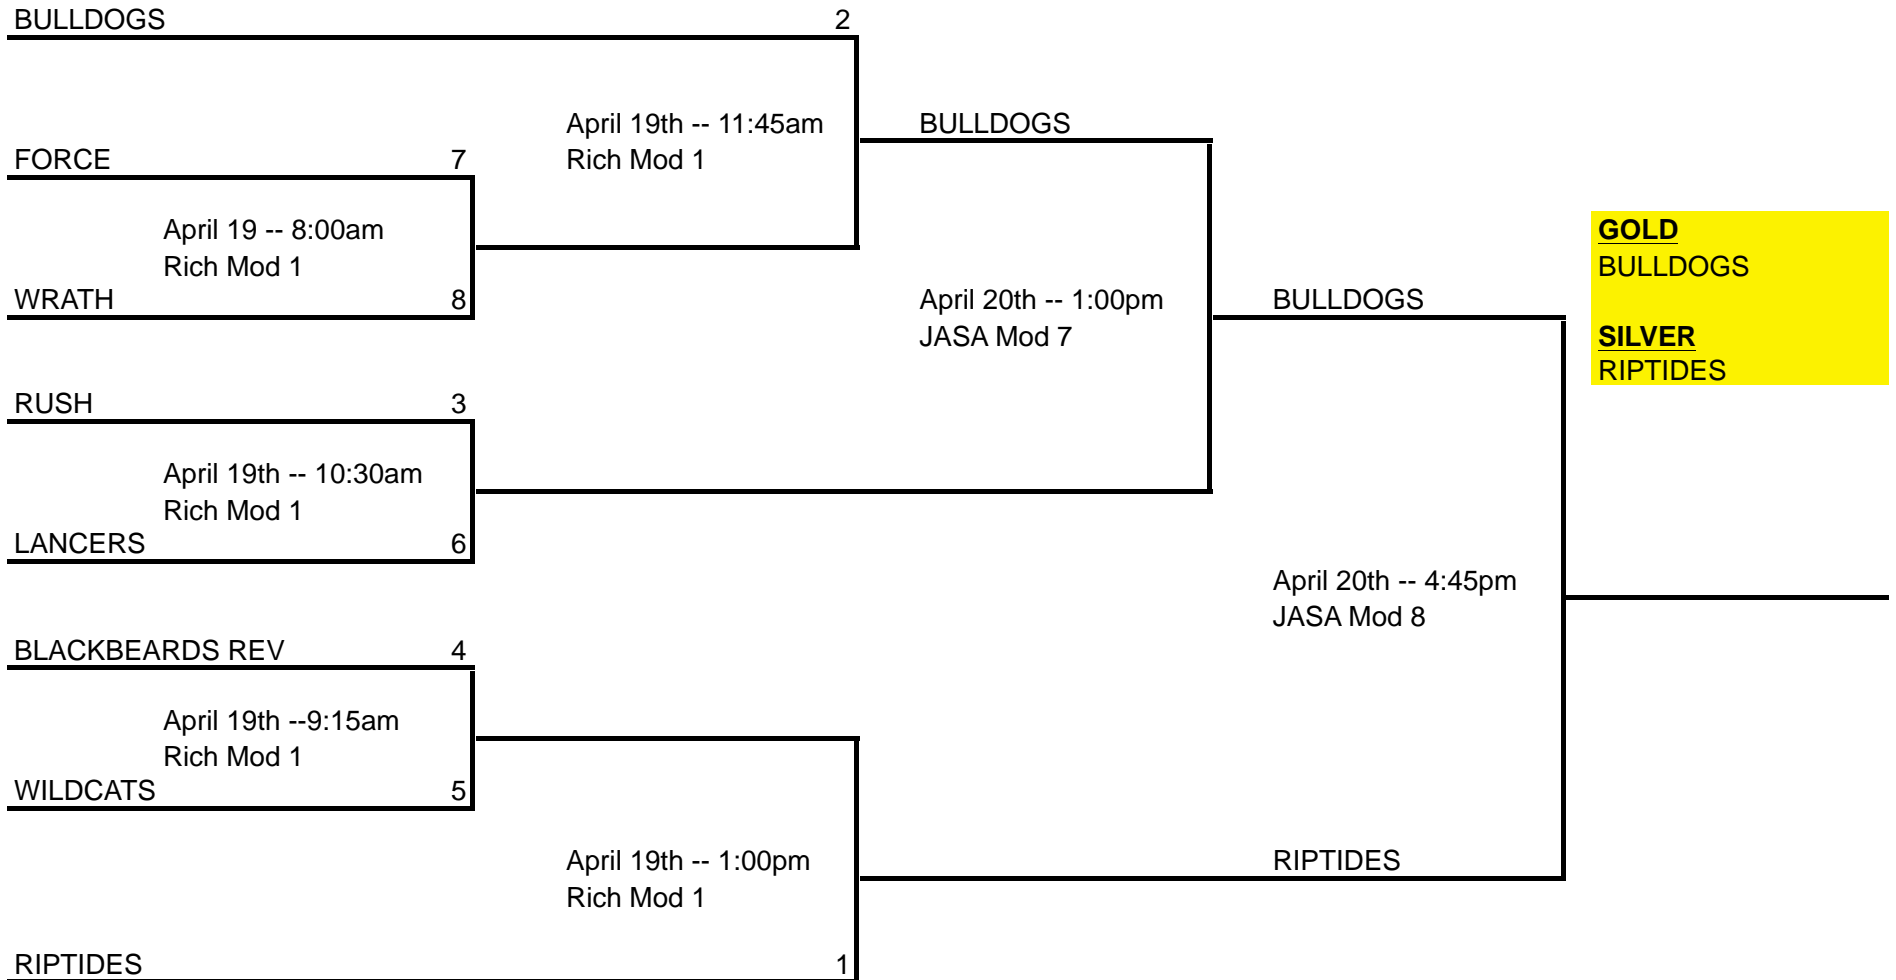 BULLDOGS 2
April 19th -- 11:45am
Rich Mod 1
BULLDOGS
FORCE 7
April 19 -- 8:00am
Rich Mod 1
WRATH 8
April 20th -- 1:00pm
JASA Mod 7
BULLDOGS
GOLD
BULLDOGS
SILVER
RIPTIDES
RUSH 3
April 19th -- 10:30am
Rich Mod 1
LANCERS 6
April 20th -- 4:45pm
JASA Mod 8
BLACKBEARDS REV 4
April 19th --9:15am
Rich Mod 1
WILDCATS 5
April 19th -- 1:00pm
Rich Mod 1
RIPTIDES
RIPTIDES 1